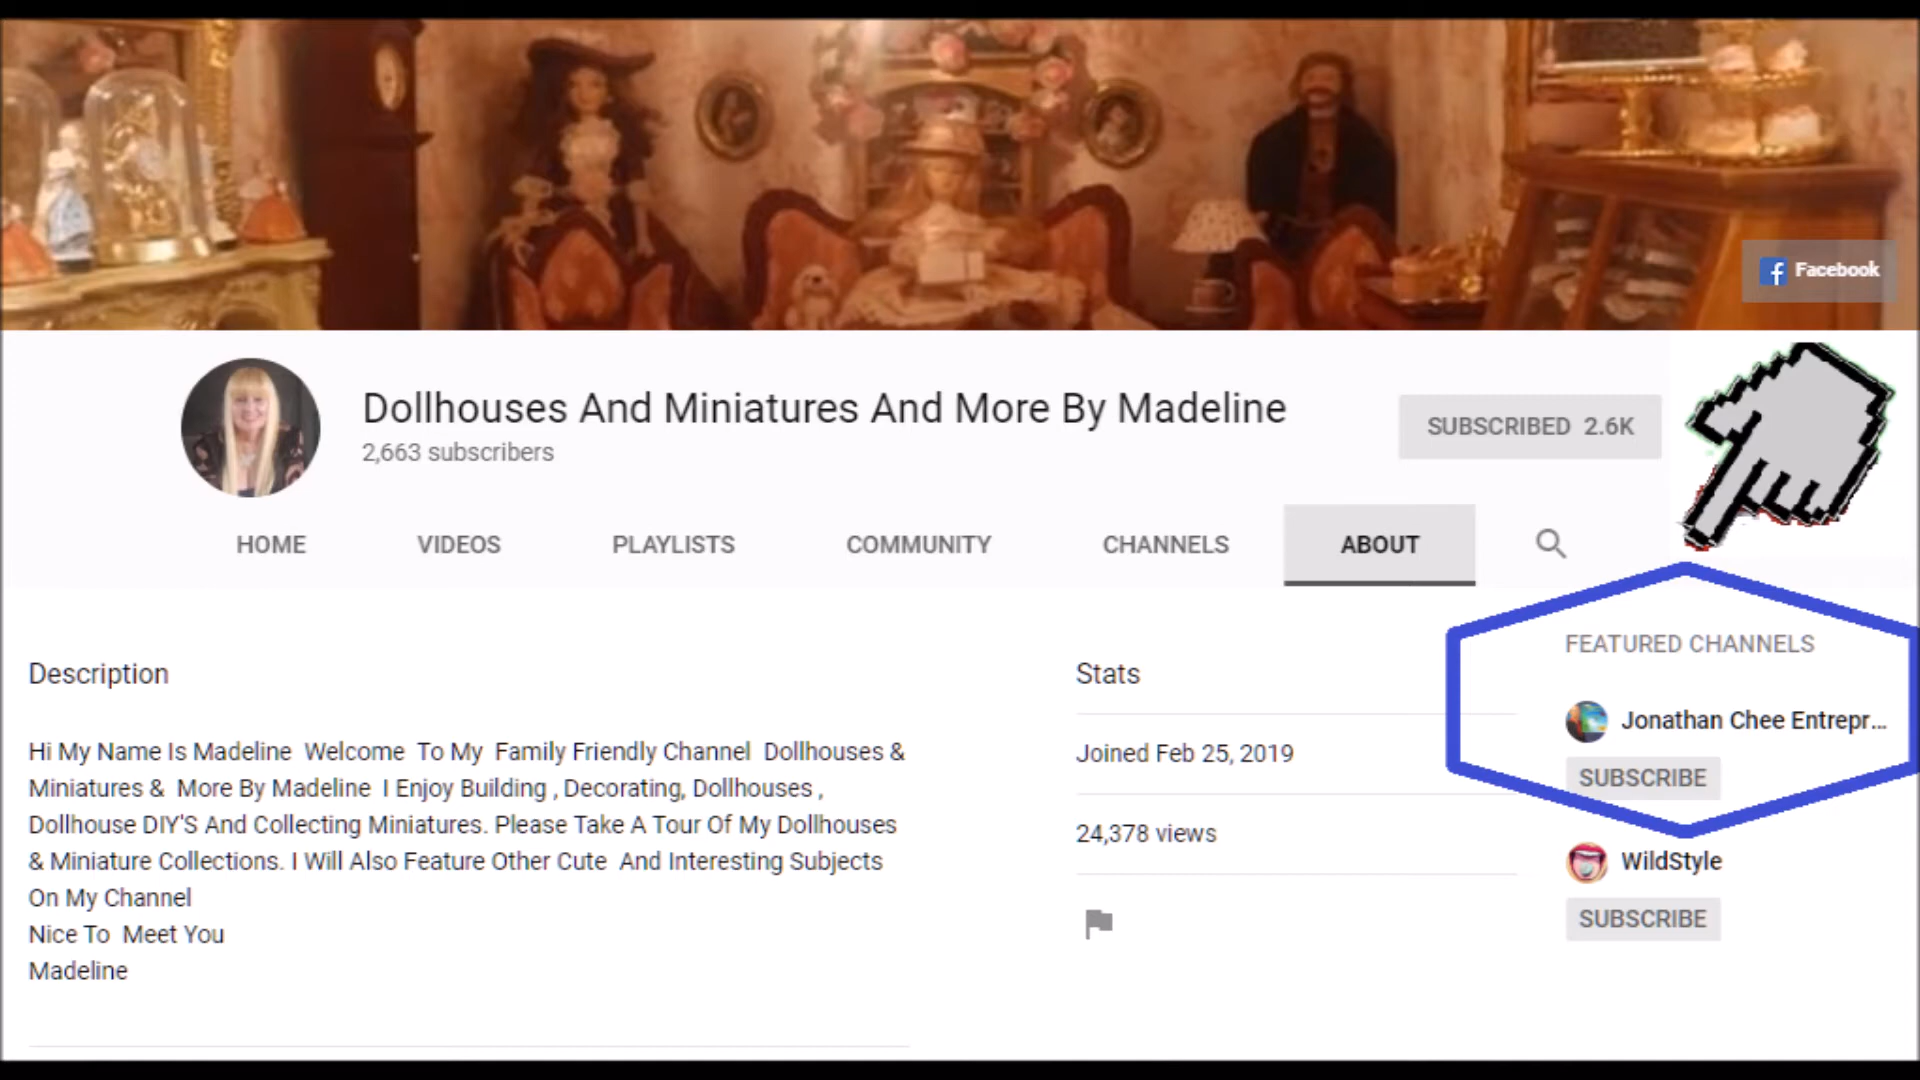 Facebook
Dollhouses And Miniatures And More By Madeline
2,663 subscribers
SUBSCRIBED 2.6K
HOME VIDEOS PLAYLISTS COMMUNITY CHANNELS ABOUT
Description
Hi My Name Is Madeline Welcome To My Family Friendly Channel Dollhouses &
Miniatures & More By Madeline I Enjoy Building , Decorating, Dollhouses ,
Dollhouse DIY'S And Collecting Miniatures. Please Take A Tour Of My Dollhouses
& Miniature Collections. I Will Also Feature Other Cute And Interesting Subjects
On My Channel
Nice To Meet You
Madeline
Stats
Joined Feb 25, 2019
24,378 views
FEATURED CHANNELS
Jonathan Chee Entrepr...
SUBSCRIBE
WildStyle
SUBSCRIBE